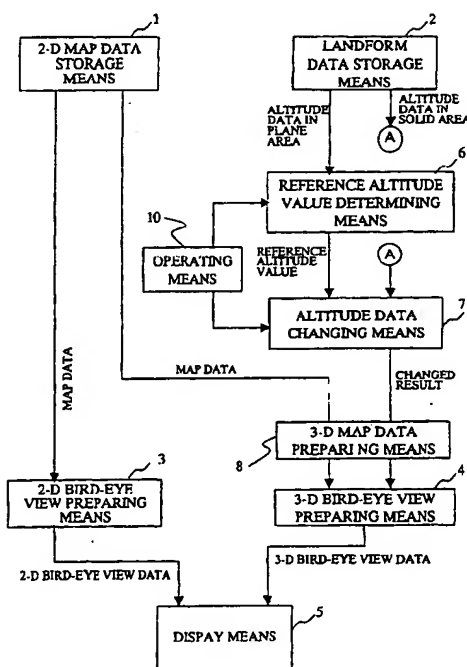 1
2-D MAP DATA
STORAGE
MEANS
2
LANDFORM
DATA STORAGE
MEANS
ALTITUDE
DATA IN
PLANE
AREA
ALTITUDE
DATA IN
SOLID AREA
A
6
REFERENCE ALTITUDE
VALUE DETERMINING
MEANS
10
OPERATING
MEANS
REFERENCE
ALTITUDE
VALUE
A
7
ALTITUDE DATA
CHANGING MEANS
MAP DATA
MAP DATA
CHANGED
RESULT
8
3-D MAP DATA
PREPARING MEANS
3
2-D BIRD-EYE
VIEW PREPARING
MEANS
4
3-D BIRD-EYE VIEW
PREPARING MEANS
2-D BIRD-EYE VIEW DATA
3-D BIRD-EYE VIEW DATA
5
DISPAY MEANS